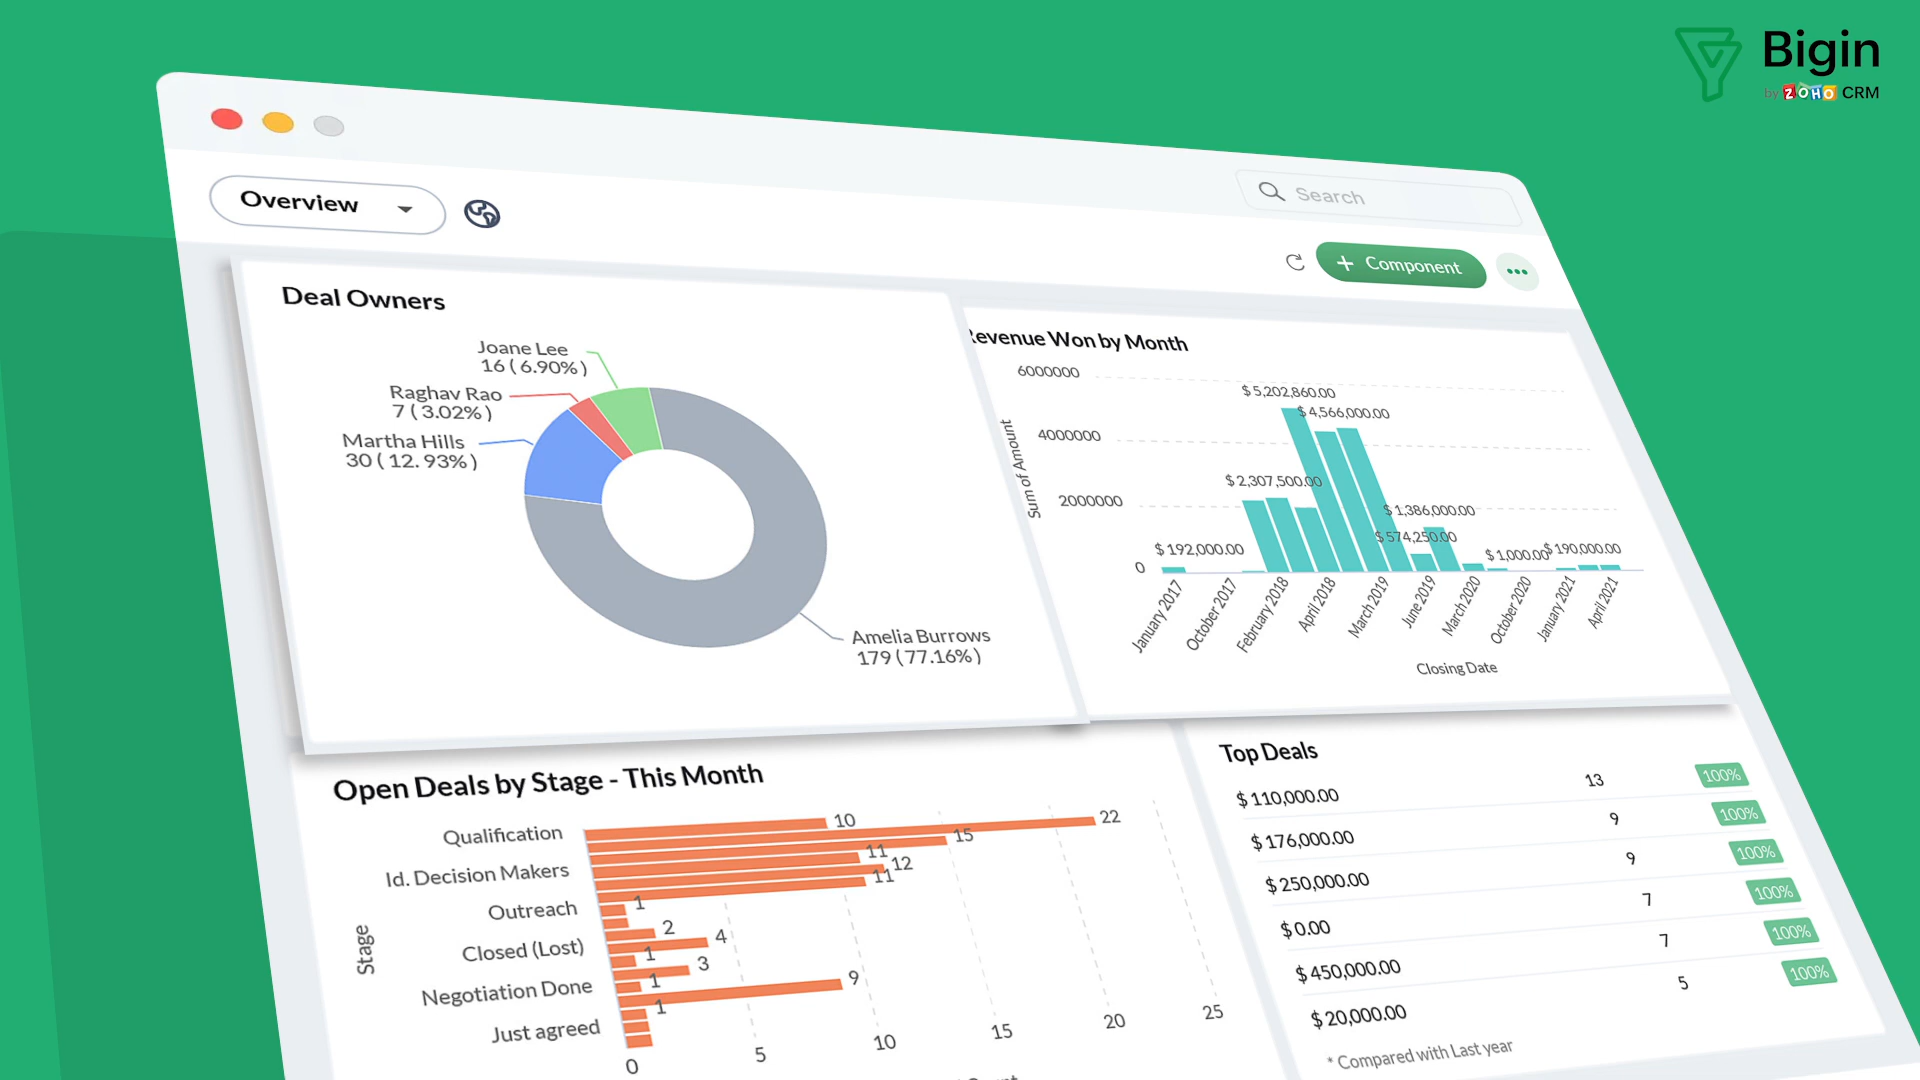 Bigin
by ZOHO CRM
Overview
Search
+ Component
Deal Owners
Joane Lee
16 ( 6.90% )
Raghav Rao
7 ( 3.02% )
Martha Hills
30 ( 12. 93% )
Amelia Burrows
179 ( 77.16% )
Revenue Won by Month
Sum of Amount
6000000
4000000
2000000
0
$ 5,202,860.00
$ 4,566,000.00
$ 2,307,500.00
$ 1,386,000.00
$ 574,250.00
$ 192,000.00
$ 1,000.00
$ 190,000.00
January 2017
October 2017
February 2018
April 2018
March 2019
June 2019
March 2020
October 2020
January 2021
April 2021
Closing Date
Open Deals by Stage - This Month
Stage
Qualification
Id. Decision Makers
Outreach
Closed (Lost)
Negotiation Done
Just agreed
10
22
15
11
12
11
1
2
4
1
3
1
9
1
0
5
10
15
20
25
Top Deals
$ 110,000.00 13 100%
$ 176,000.00 9 100%
$ 250,000.00 9 100%
$ 0.00 7 100%
$ 450,000.00 7 100%
$ 20,000.00 5 100%
* Compared with Last year